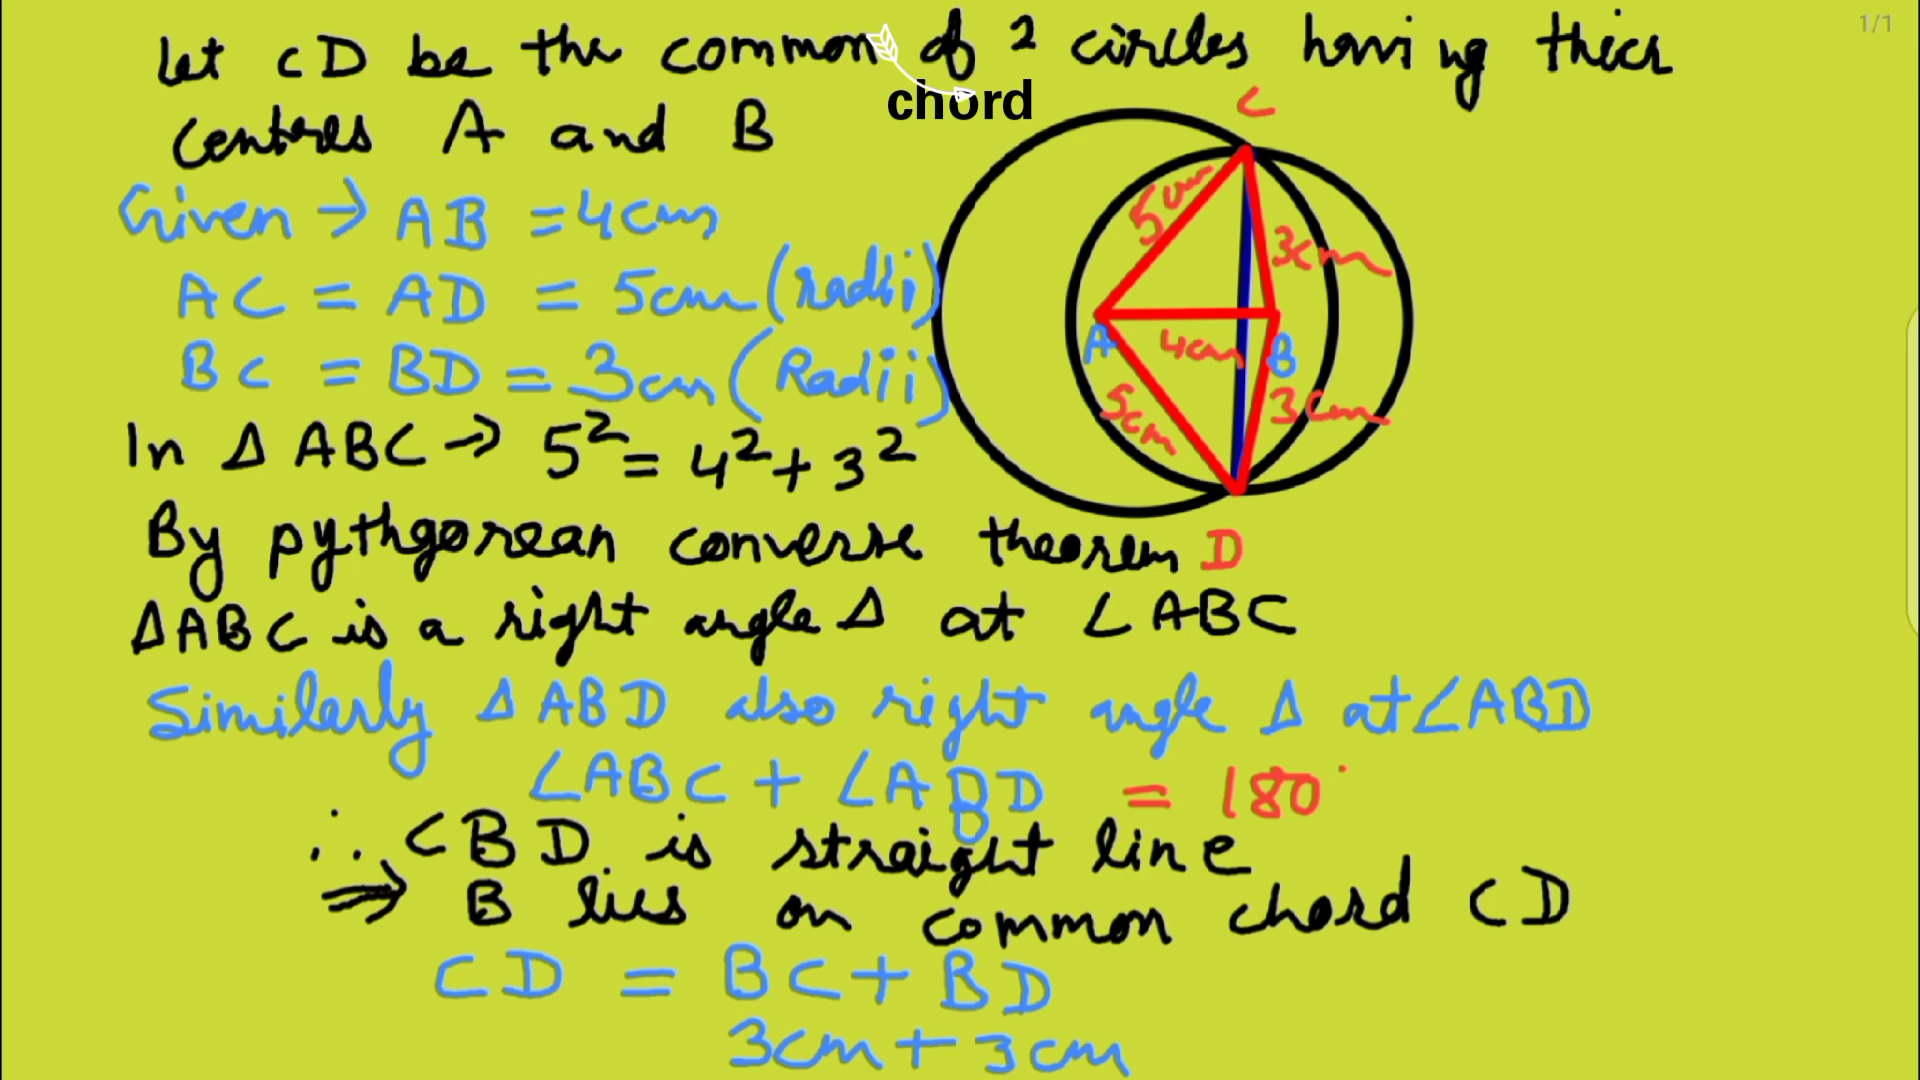 1/1
Let CD be the common of 2 circles having their
chord
centres A and B
Given → AB = 4cm
AC = AD = 5cm (radii)
BC = BD = 3cm (Radii)
In Δ ABC → 5² = 4² + 3²
By pythgorean converse theorem
Δ ABC is a right angle Δ at ∠ABC
Similarly Δ ABD also right angle Δ at ∠ABD
∠ABC + ∠ABD = 180°
∴ CBD is straight line
⇒ B lies on common chord CD
CD = BC + BD
3cm + 3cm
C
5cm
3cm
A
4cm
B
5cm
3cm
D